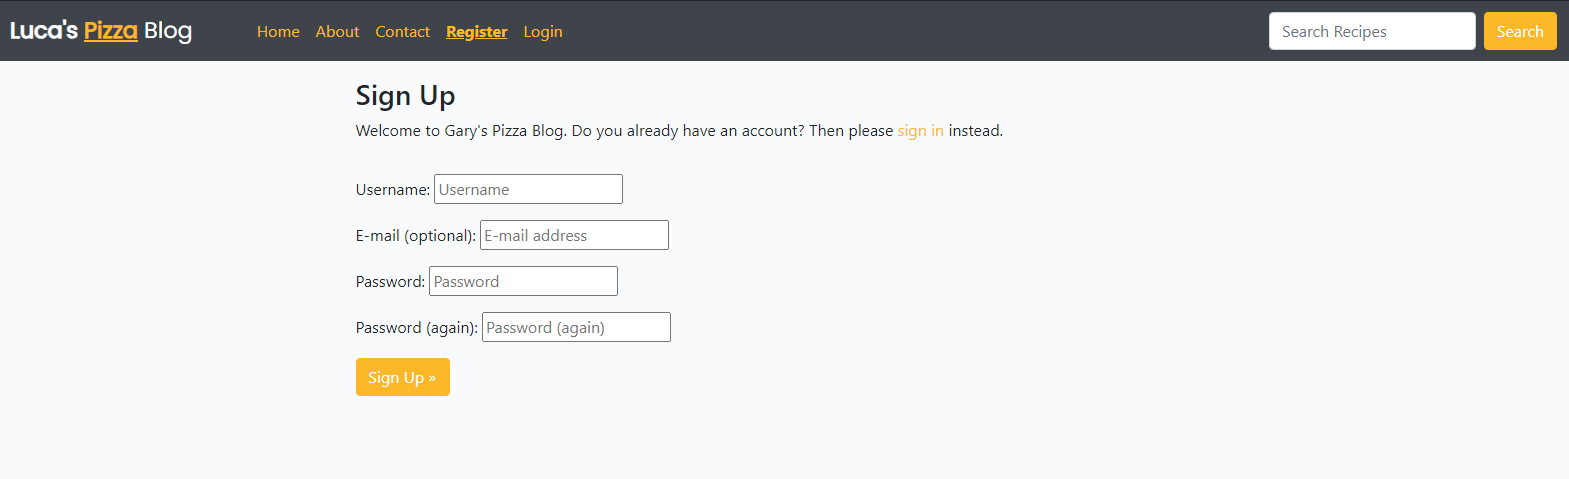 Luca's Pizza Blog Home About Contact Register Login Search Recipes Search
Sign Up
Welcome to Gary's Pizza Blog. Do you already have an account? Then please sign in instead.
Username: Username
E-mail (optional): E-mail address
Password: Password
Password (again): Password (again)
Sign Up »